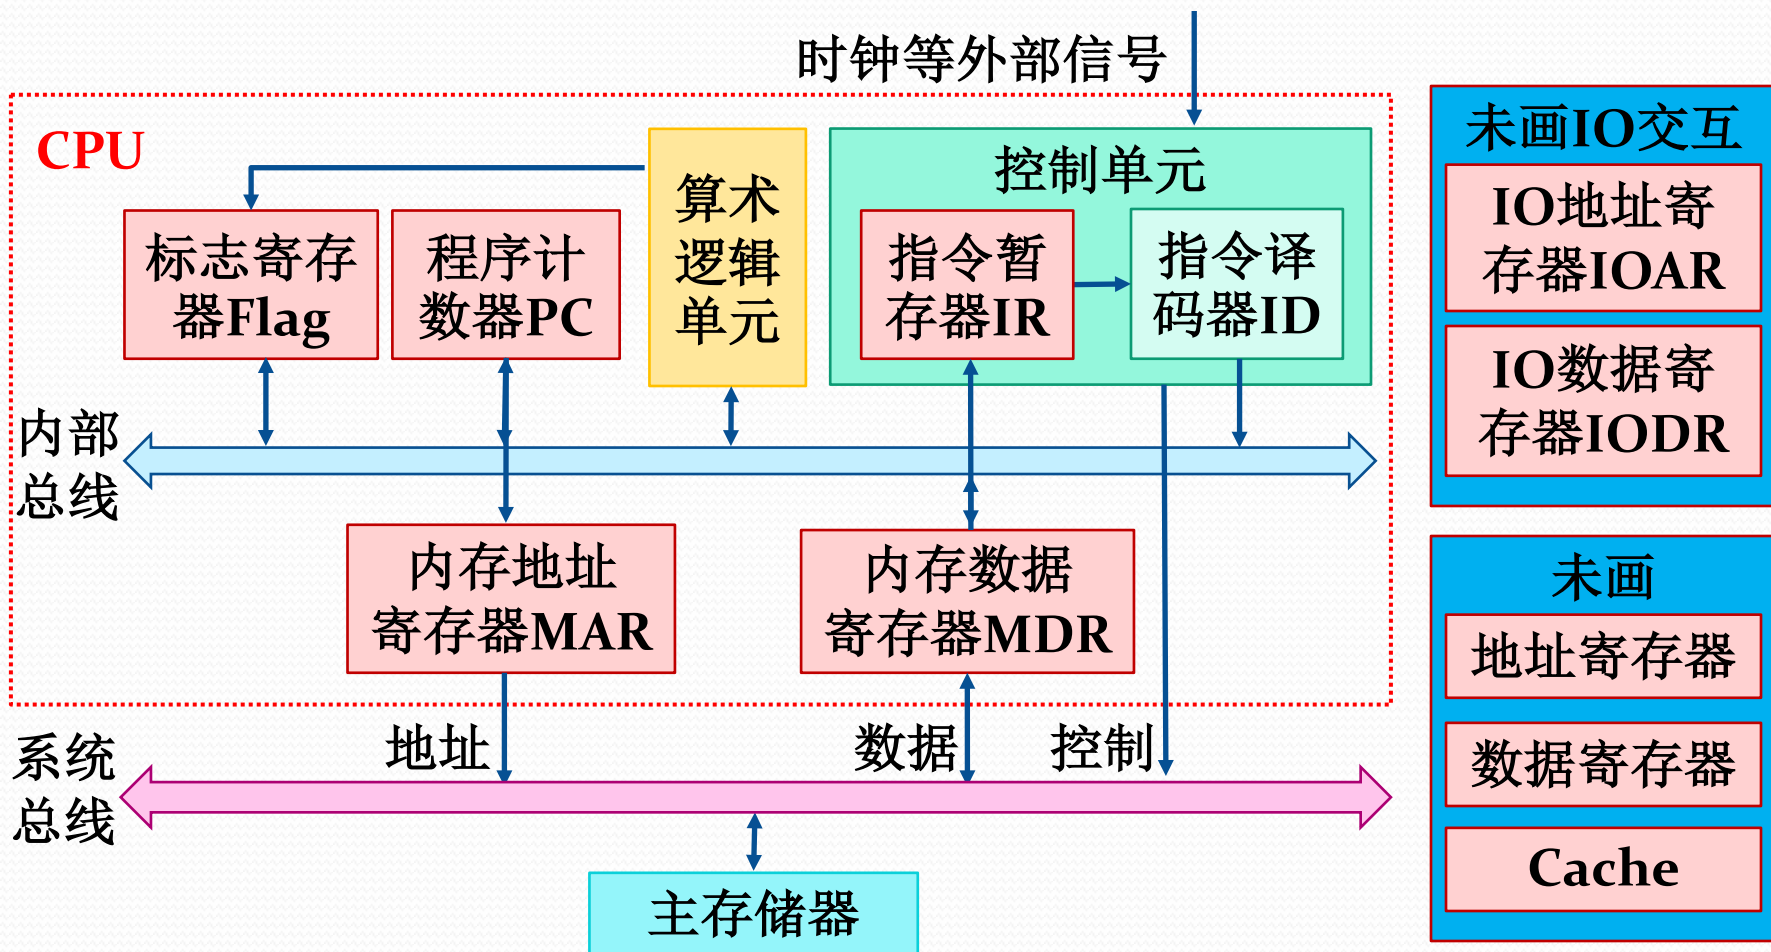 时钟等外部信号
CPU
标志寄存
器Flag
程序计
数器PC
算术
逻辑
单元
控制单元
指令暂
存器IR
指令译
码器ID
内部
总线
内存地址
寄存器MAR
内存数据
寄存器MDR
地址
数据
控制
系统
总线
主存储器
未画IO交互
IO地址寄
存器IOAR
IO数据寄
存器IODR
未画
地址寄存器
数据寄存器
Cache